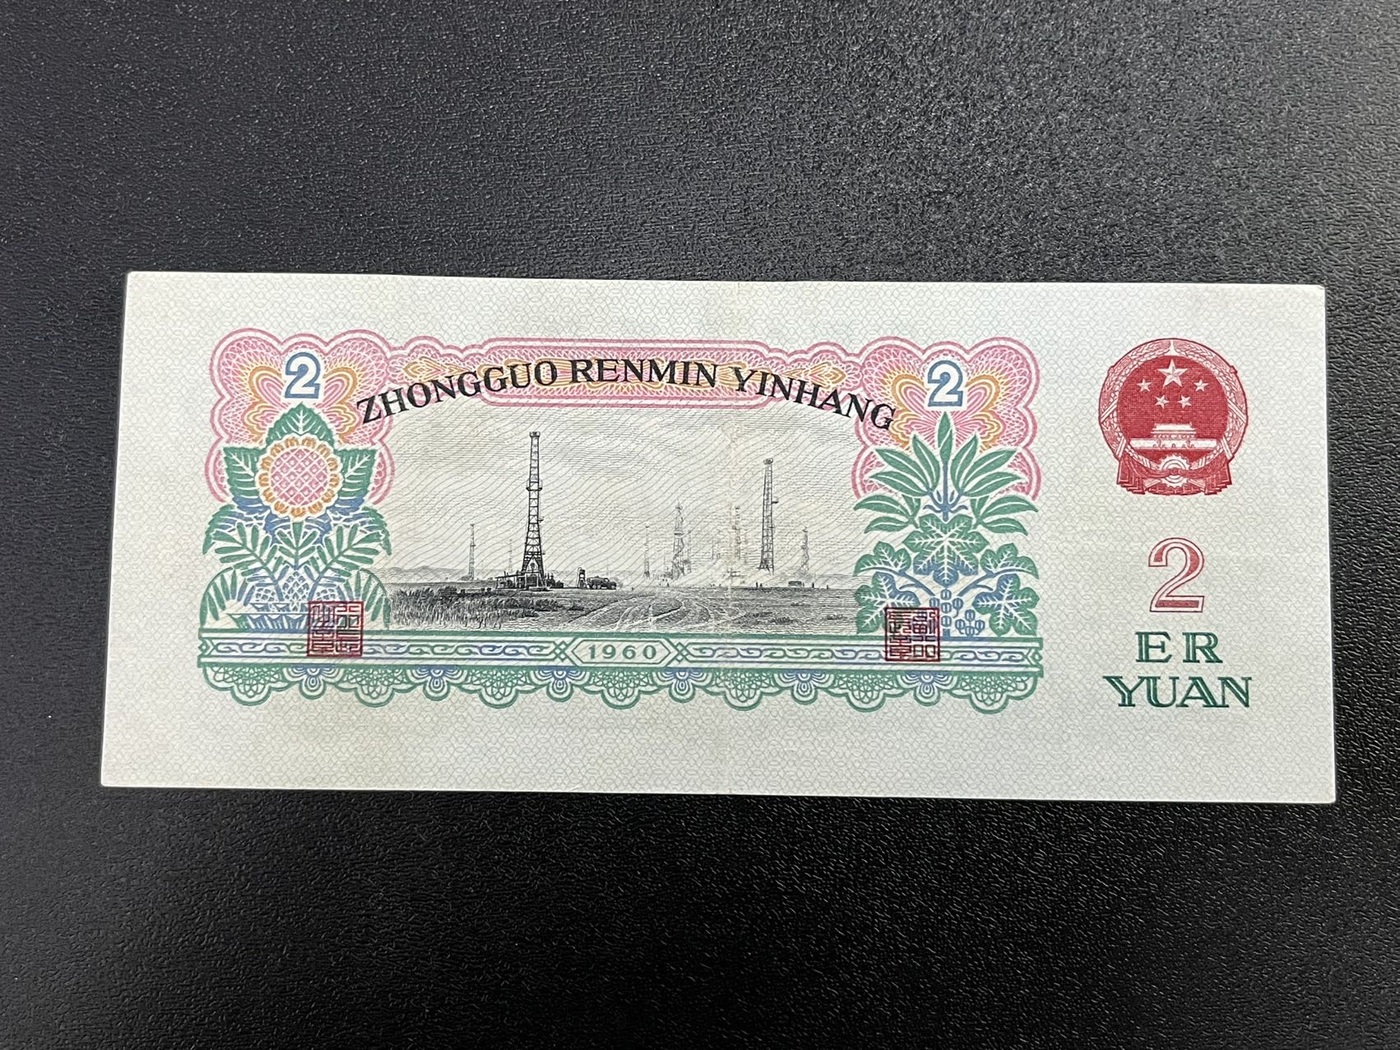 2
2
ZHONGGUO RENMIN YINHANG
1960
2
ER
YUAN